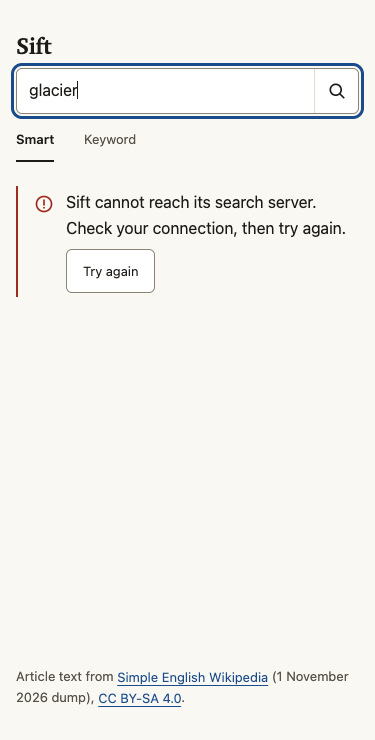 Sift
glacier
Smart
Keyword
Sift cannot reach its search server.
Check your connection, then try again.
Try again
Article text from Simple English Wikipedia (1 November
2026 dump), CC BY-SA 4.0.